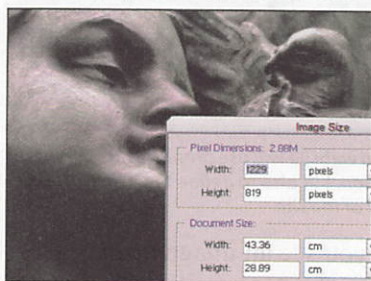 Image Size
Pixel Dimensions: 2.88M
Width: 1229 pixels
Height: 819 pixels
Document Size:
Width: 43.36 cm
Height: 28.89 cm